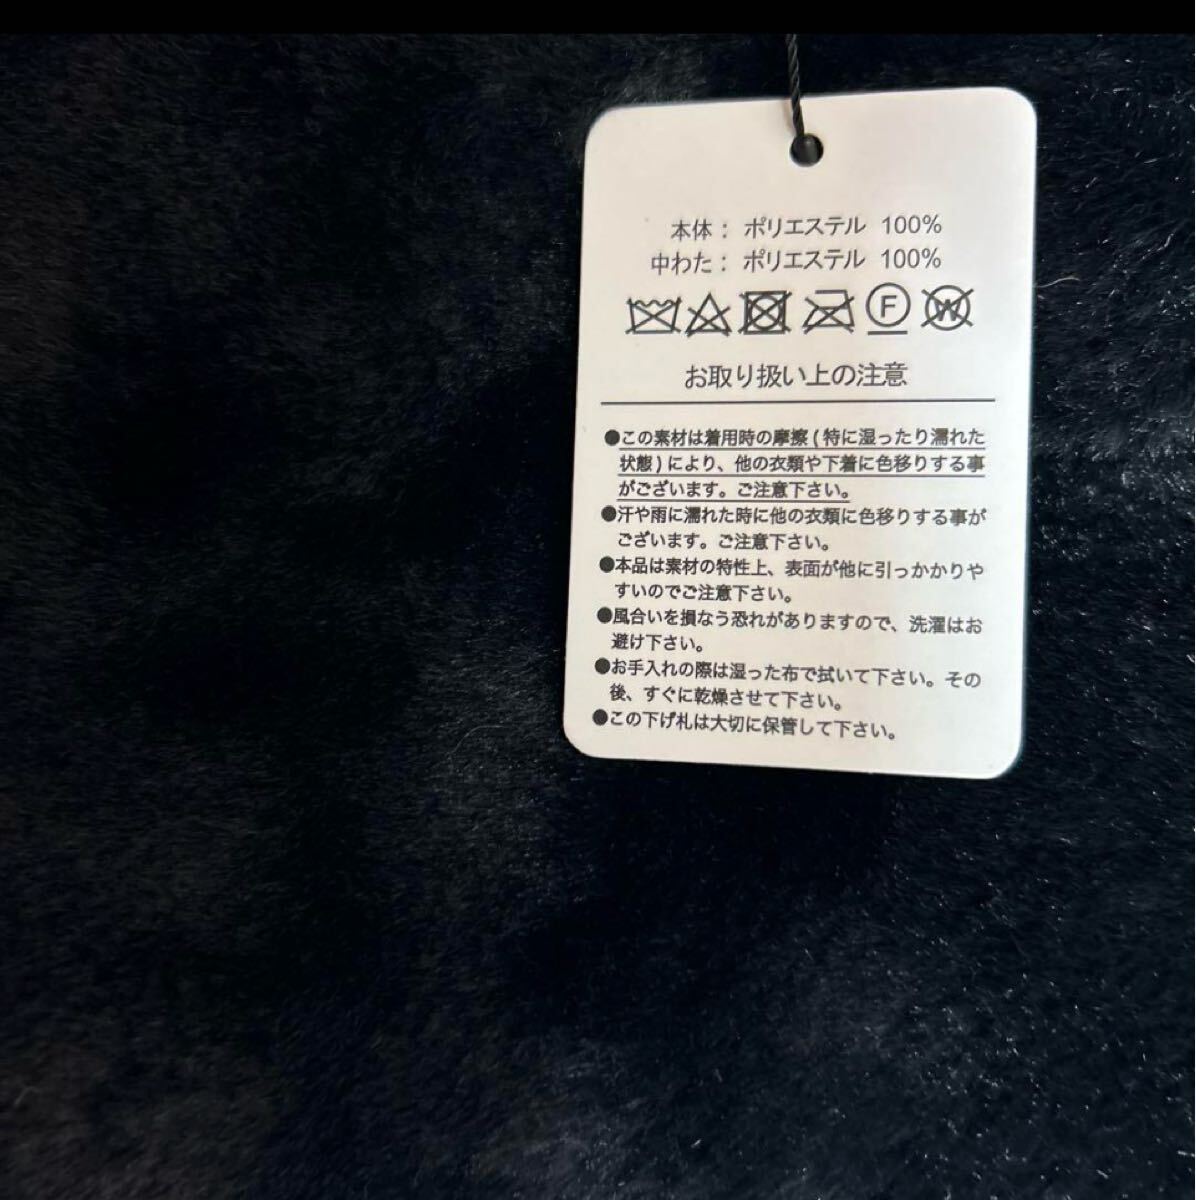 本体： ポリエステル 100%
中わた： ポリエステル 100%
F W
お取り扱い上の注意
●この素材は着用時の摩擦(特に湿ったり濡れた
状態)により、他の衣類や下着に色移りする事
がございます。ご注意下さい。
●汗や雨に濡れた時に他の衣類に色移りする事が
ございます。ご注意下さい。
●本品は素材の特性上、表面が他に引っかかりや
すいのでご注意下さい。
●風合いを損なう恐れがありますので、洗濯はお
避け下さい。
●お手入れの際は湿った布で拭いて下さい。その
後、すぐに乾燥させて下さい。
●この下げ札は大切に保管して下さい。